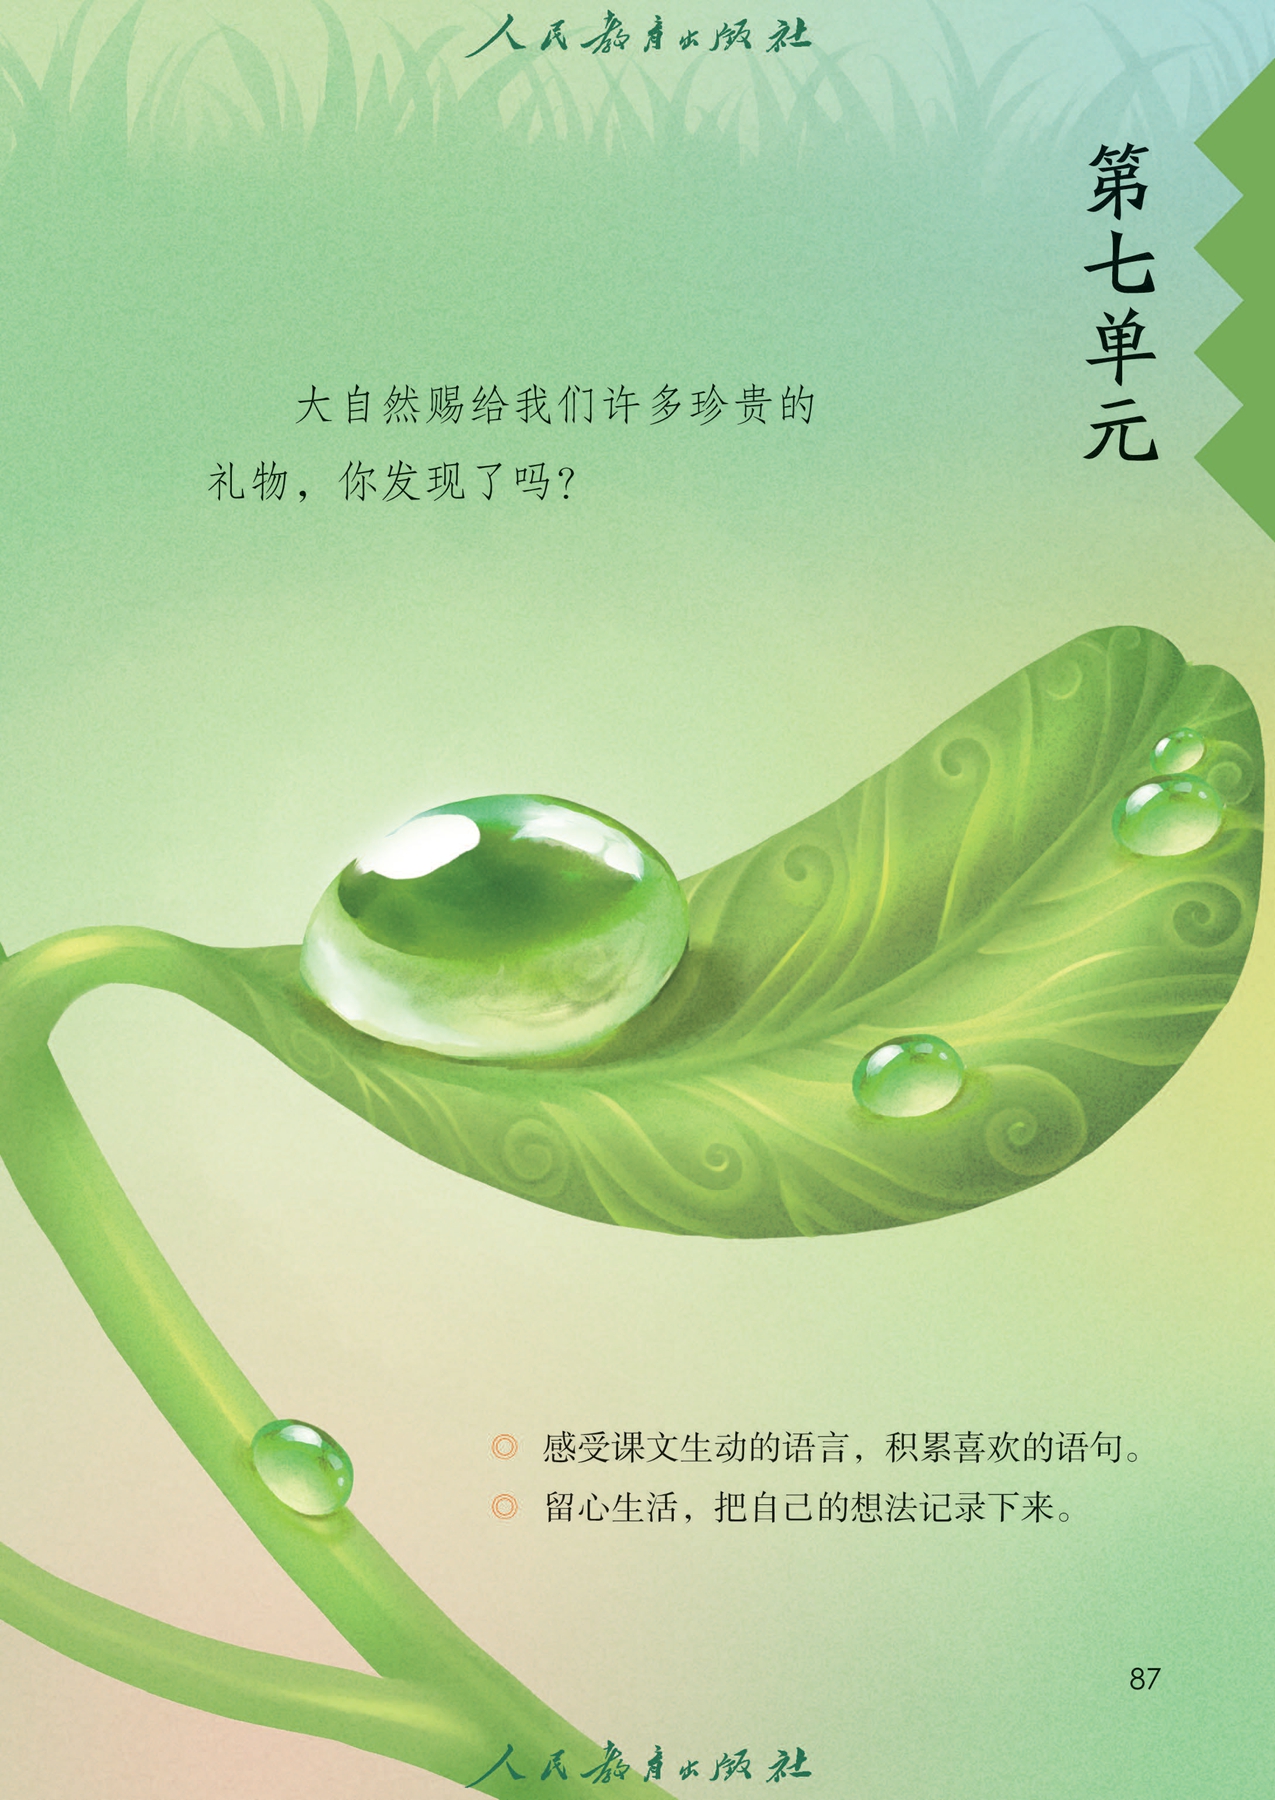 人民教育出版社
第七单元
大自然赐给我们许多珍贵的
礼物，你发现了吗？
◎ 感受课文生动的语言，积累喜欢的语句。
◎ 留心生活，把自己的想法记录下来。
87
人民教育出版社